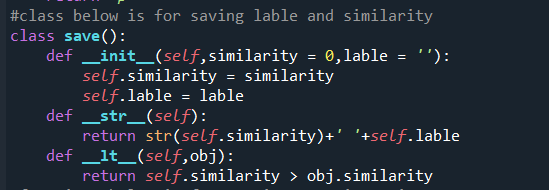 #class below is for saving lable and similarity
class save():
    def __init__(self,similarity = 0,lable = ''):
        self.similarity = similarity
        self.lable = lable
    def __str__(self):
        return str(self.similarity)+' '+self.lable
    def __lt__(self,obj):
        return self.similarity > obj.similarity